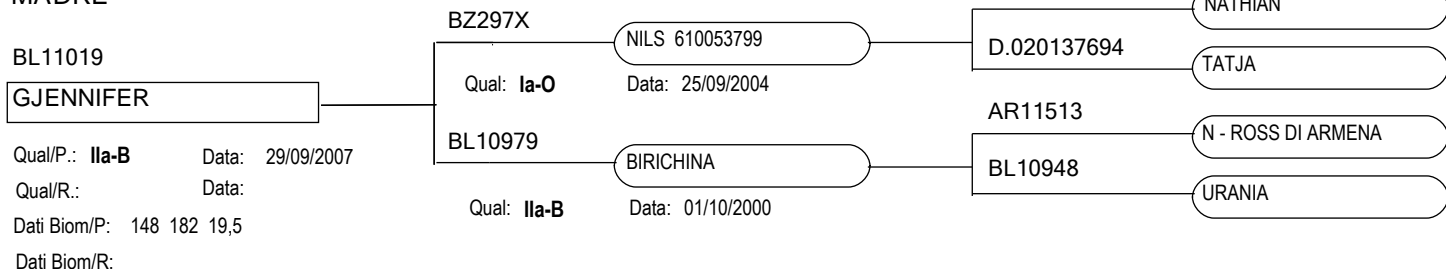 MADRE
BL11019
GJENNIFER
Qual/P.: IIa-B Data: 29/09/2007
Qual/R.: Data:
Dati Biom/P: 148 182 19,5
Dati Biom/R:
BZ297X
NILS 610053799
Qual: Ia-O Data: 25/09/2004
BL10979
BIRICHINA
Qual: IIa-B Data: 01/10/2000
NATHIAN
D.020137694
TATJA
AR11513
N - ROSS DI ARMENA
BL10948
URANIA